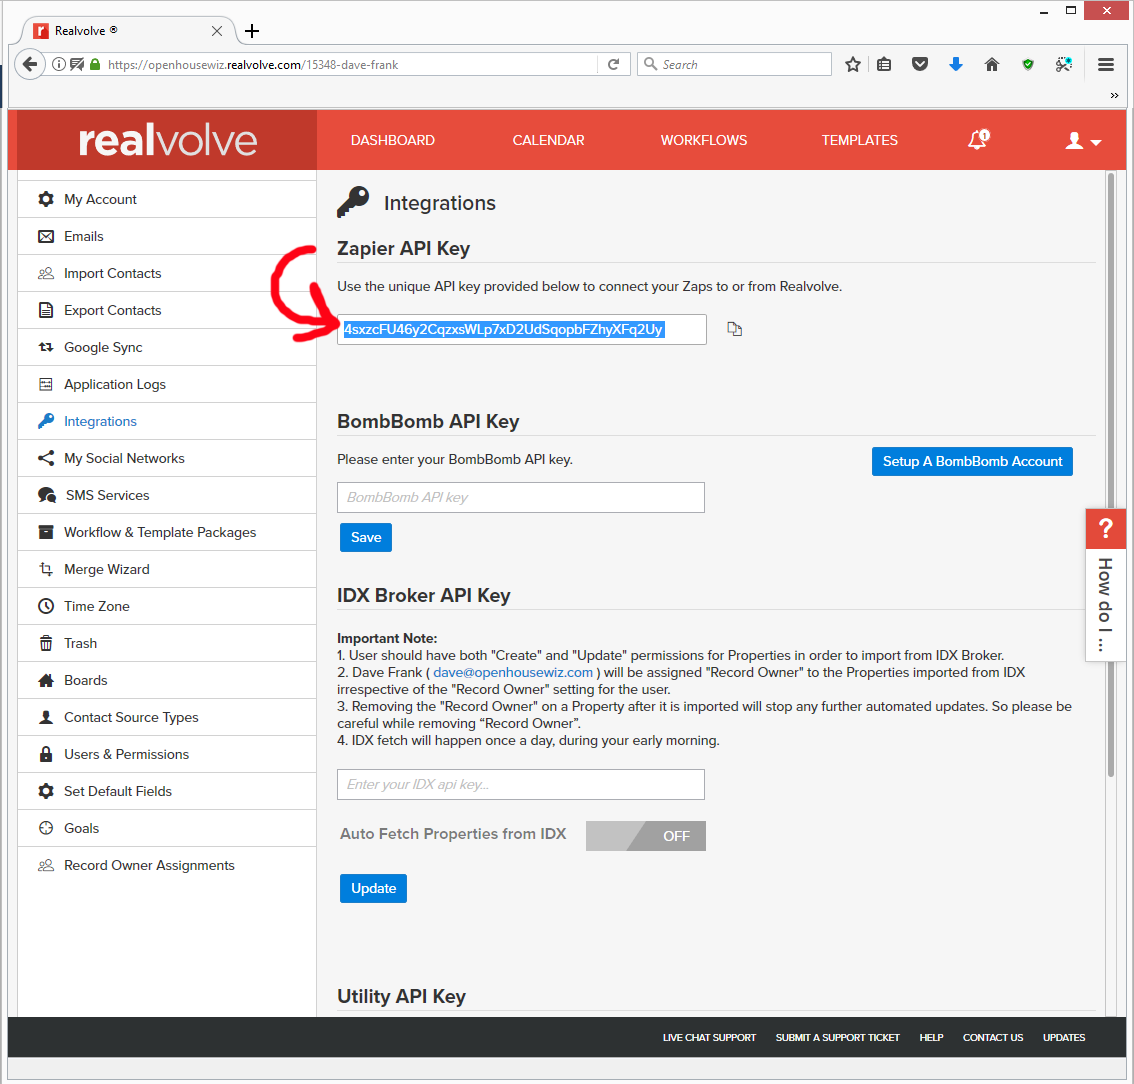 Realvolve ®
https://openhousewiz.realvolve.com/15348-dave-frank
Search
realvolve
DASHBOARD
CALENDAR
WORKFLOWS
TEMPLATES
1
My Account
Emails
Import Contacts
Export Contacts
Google Sync
Application Logs
Integrations
My Social Networks
SMS Services
Workflow & Template Packages
Merge Wizard
Time Zone
Trash
Boards
Contact Source Types
Users & Permissions
Set Default Fields
Goals
Record Owner Assignments
Integrations
Zapier API Key
Use the unique API key provided below to connect your Zaps to or from Realvolve.
4sxzcFU46y2CqzxsWLp7xD2UdSqopbFZhyXFq2Uy
BombBomb API Key
Please enter your BombBomb API key.
Setup A BombBomb Account
BombBomb API key
Save
IDX Broker API Key
Important Note:
1. User should have both "Create" and "Update" permissions for Properties in order to import from IDX Broker.
2. Dave Frank ( dave@openhousewiz.com ) will be assigned "Record Owner" to the Properties imported from IDX
irrespective of the "Record Owner" setting for the user.
3. Removing the "Record Owner" on a Property after it is imported will stop any further automated updates. So please be
careful while removing “Record Owner”.
4. IDX fetch will happen once a day, during your early morning.
Enter your IDX api key...
Auto Fetch Properties from IDX
OFF
Update
Utility API Key
?
How do I ...
LIVE CHAT SUPPORT
SUBMIT A SUPPORT TICKET
HELP
CONTACT US
UPDATES